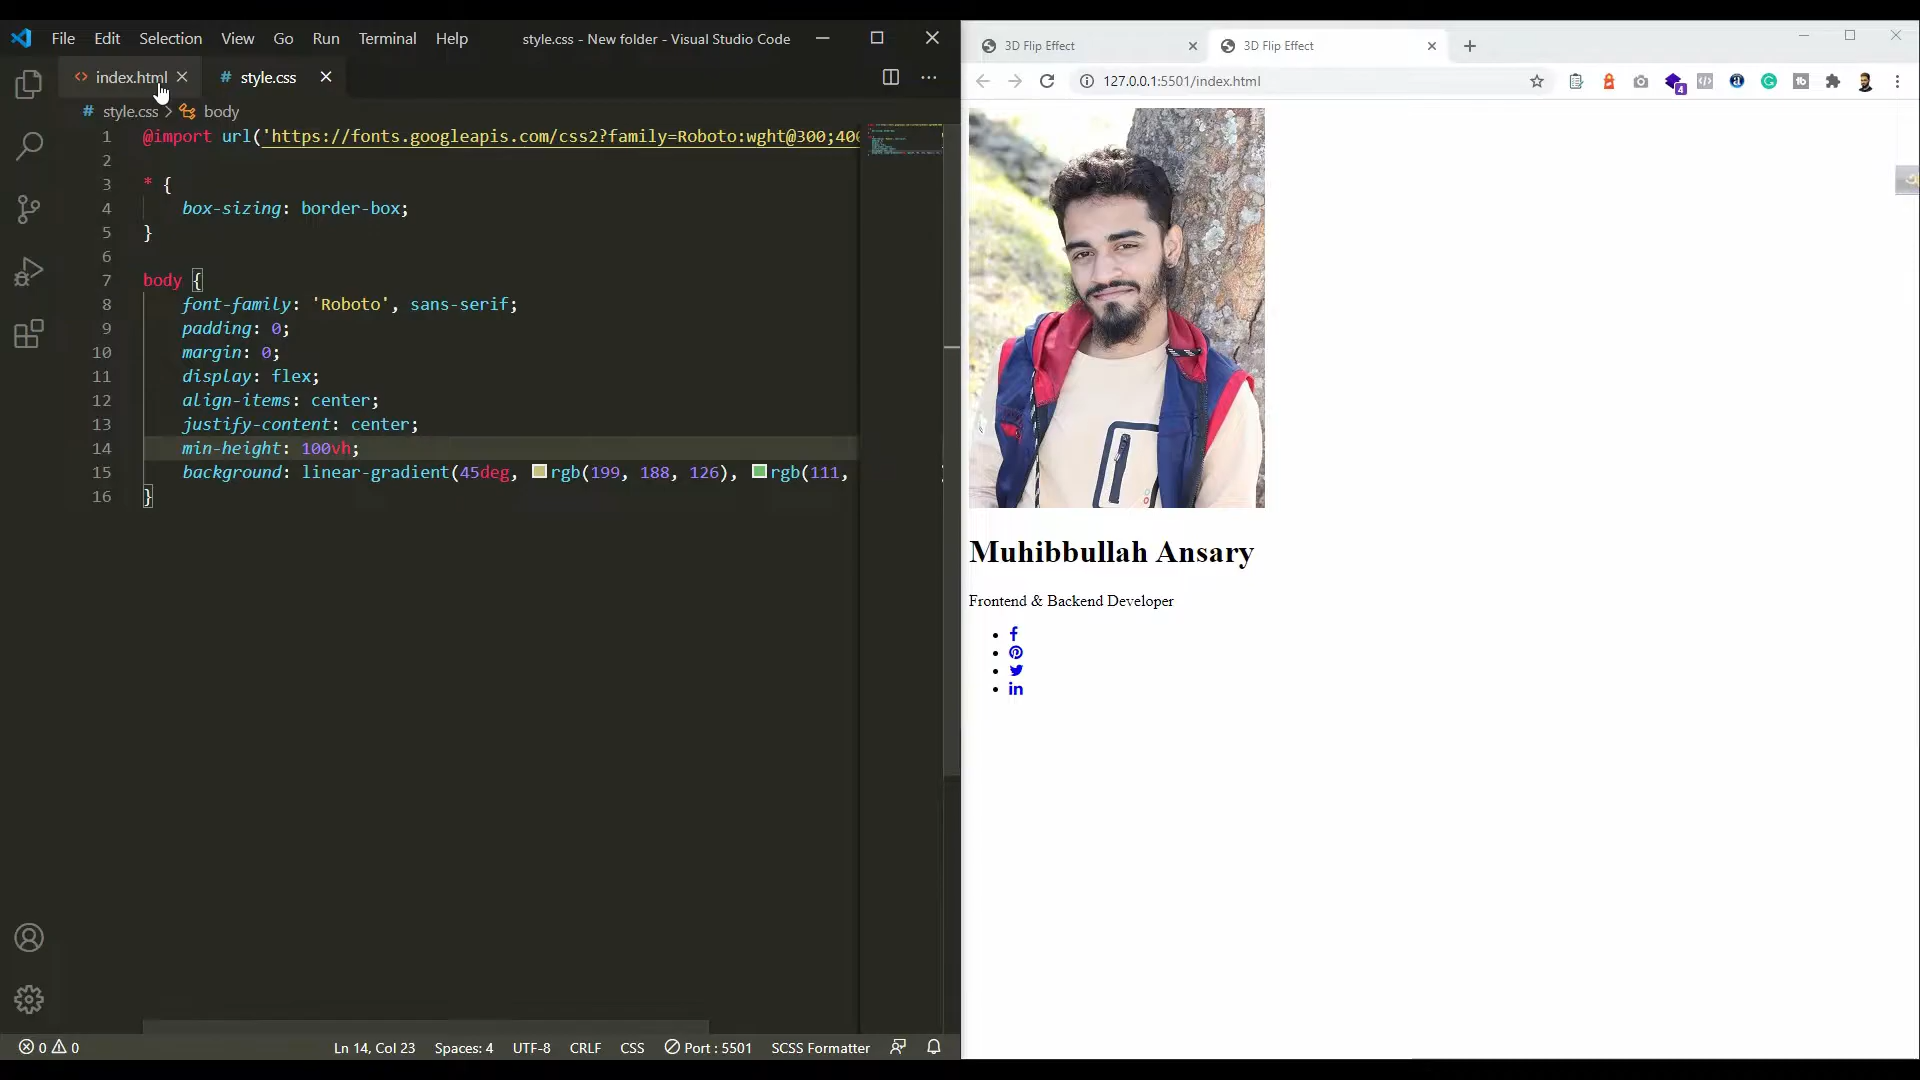 File Edit Selection View Go Run Terminal Help
style.css - New folder - Visual Studio Code
index.html
# style.css
# style.css > body
1 @import url('https://fonts.googleapis.com/css2?family=Roboto:wght@300;400
2
3 * {
4 box-sizing: border-box;
5 }
6
7 body {
8 font-family: 'Roboto', sans-serif;
9 padding: 0;
10 margin: 0;
11 display: flex;
12 align-items: center;
13 justify-content: center;
14 min-height: 100vh;
15 background: linear-gradient(45deg, rgb(199, 188, 126), rgb(111,
16 }
0 0
Ln 14, Col 23 Spaces: 4 UTF-8 CRLF CSS Port : 5501 SCSS Formatter
3D Flip Effect
3D Flip Effect
127.0.0.1:5501/index.html
4
Muhibbullah Ansary
Frontend & Backend Developer